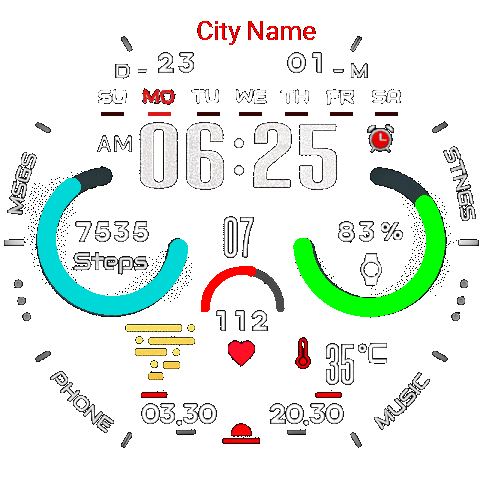 City Name
D - 23 01 - M
SU MO TU WE TH FR SA
AM 06:25
MSGS
STNGS
7535
Steps
07
83%
112
35°C
PHONE
MUSIC
03.30
20.30